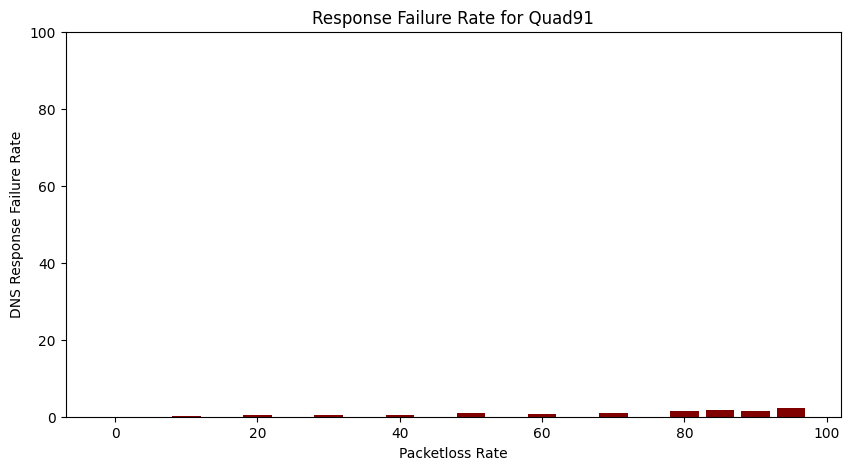 Response Failure Rate for Quad91
100
80
60
40
20
0
DNS Response Failure Rate
0 20 40 60 80 100
Packetloss Rate